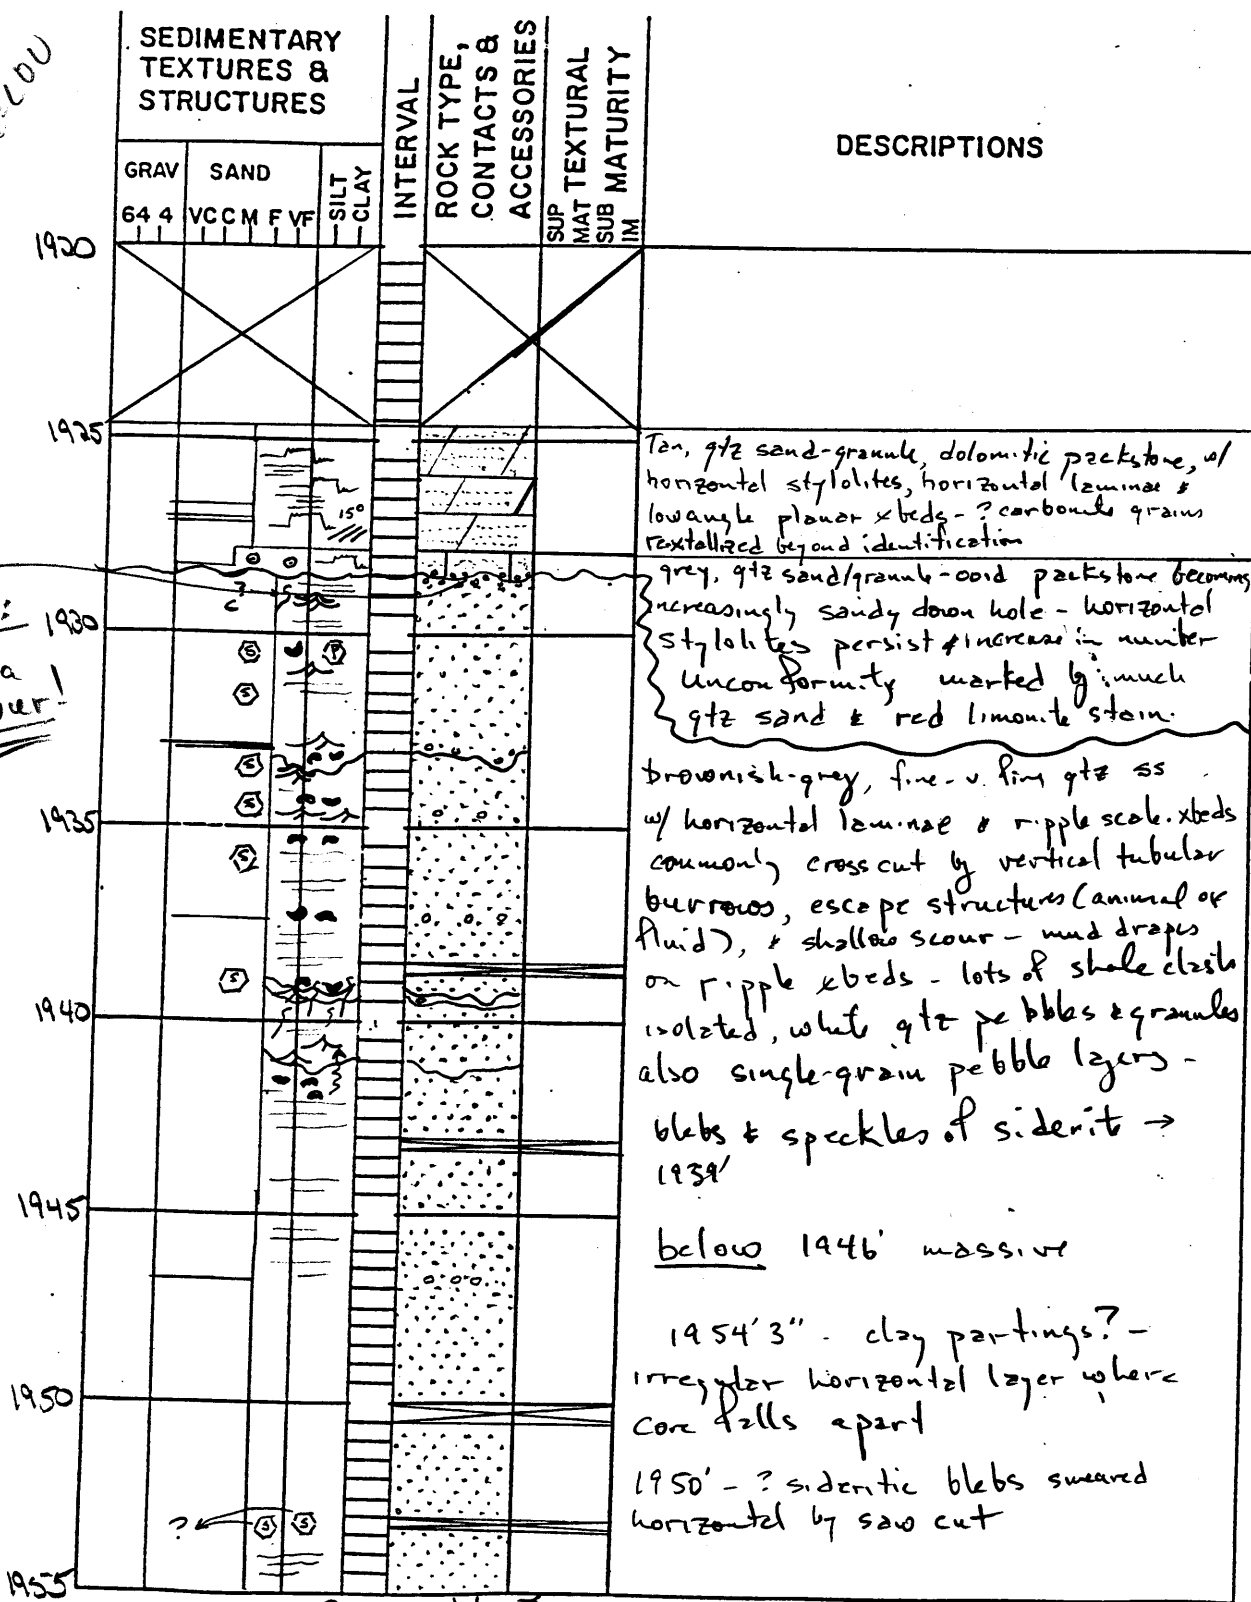 SEDIMENTARY
TEXTURES &
STRUCTURES
INTERVAL
ROCK TYPE,
CONTACTS &
ACCESSORIES
TEXTURAL
MATURITY
DESCRIPTIONS
GRAV SAND SILT
CLAY
64 4 VC C M F VF
SUP
MAT
SUB
IM
1920
1925
Tan, qtz sand-granule, dolomitic packstone, w/
horizontal stylolites, horizontal laminae &
low angle planar xbeds - ? carbonate grains
rextallized beyond identification
15°
grey, qtz sand/granule-ooid packstone becoming
increasingly sandy down hole - horizontal
stylolites persist & increase in number
unconformity marked by much
qtz sand & red limonite stain.
?
1930
S P
S
a
S
brownish-grey, fine-v. fine qtz ss
w/ horizontal laminae & ripple scale xbeds
commonly crosscut by vertical tubular
burrows, escape structures (animal or
fluid), & shallow scour - mud drapes
on ripple xbeds - lots of shale clasts
isolated, white qtz pebbles & granules
also single-grain pebble layers -
blebs & speckles of siderite →
1939'
S
1935
S
S
1940
1945
below 1946' massive
1954'3" - clay partings? -
irregular horizontal layer where
core falls apart
1950
1950' - ? sideritic blebs smeared
horizontal by saw cut
? S S
1955